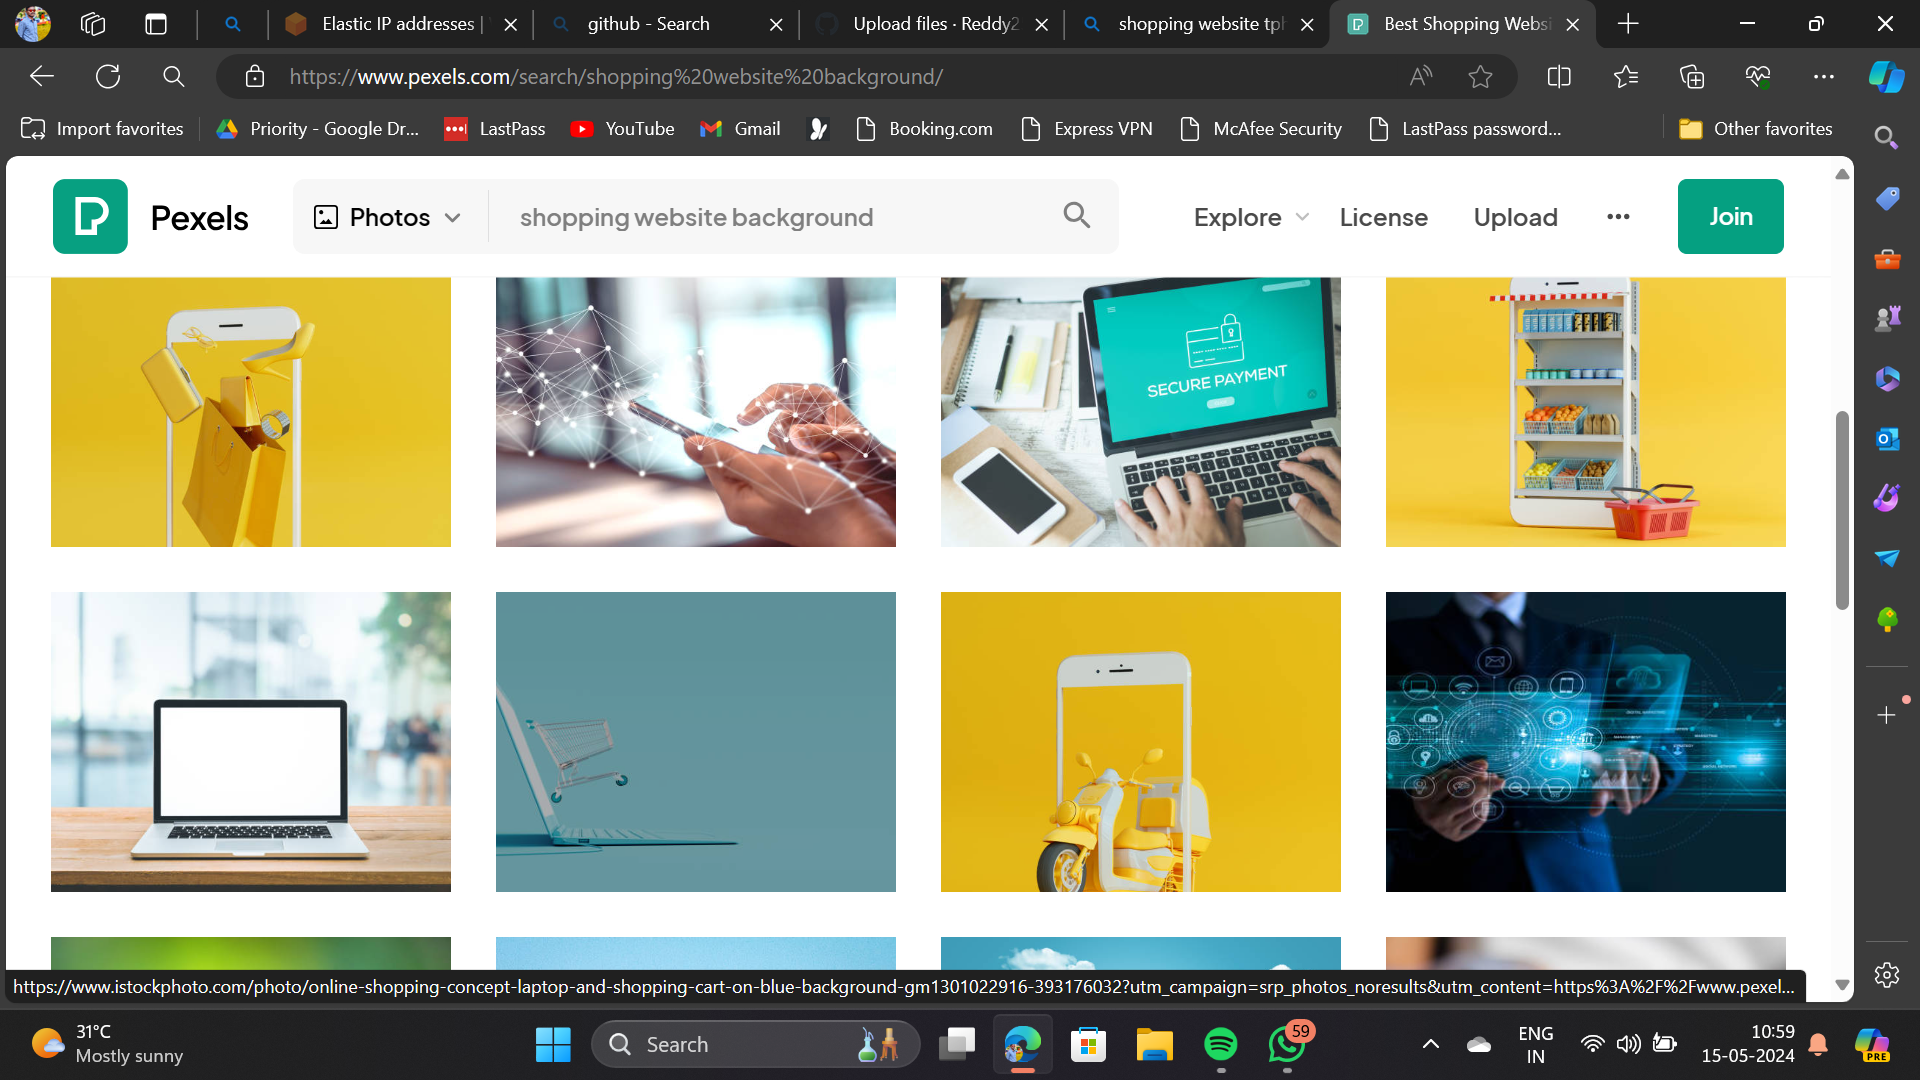 Elastic IP addresses |
github - Search
Upload files · Reddy2
shopping website tp
Best Shopping Websi
https://www.pexels.com/search/shopping%20website%20background/
Import favorites
Priority - Google Dr...
LastPass
YouTube
Gmail
Booking.com
Express VPN
McAfee Security
LastPass password...
Other favorites
Pexels
Photos
shopping website background
Explore
License
Upload
Join
SECURE PAYMENT
https://www.istockphoto.com/photo/online-shopping-concept-laptop-and-shopping-cart-on-blue-background-gm1301022916-393176032?utm_campaign=srp_photos_noresults&utm_content=https%3A%2F%2Fwww.pexel...
31°C
Mostly sunny
Search
59
ENG
IN
10:59
15-05-2024
PRE